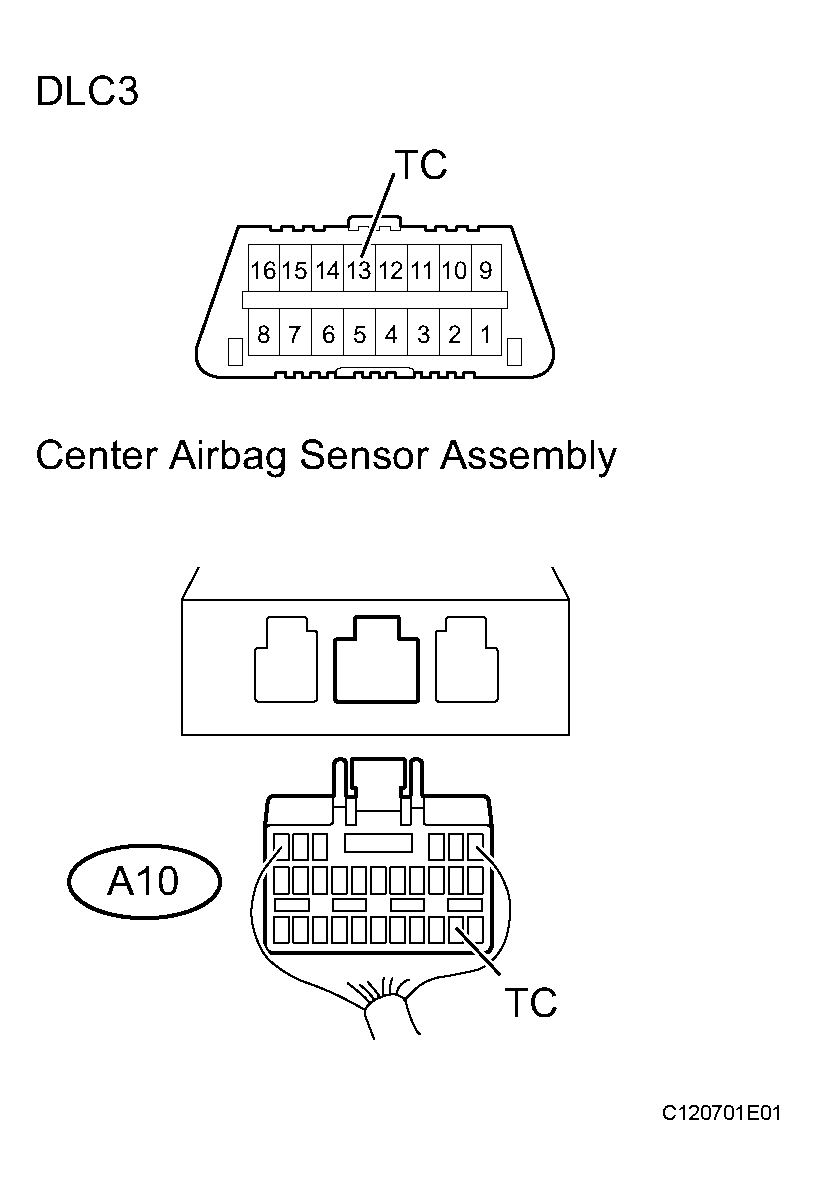 DLC3
TC
16 15 14 13 12 11 10 9
8 7 6 5 4 3 2 1
Center Airbag Sensor Assembly
A10
TC
C120701E01